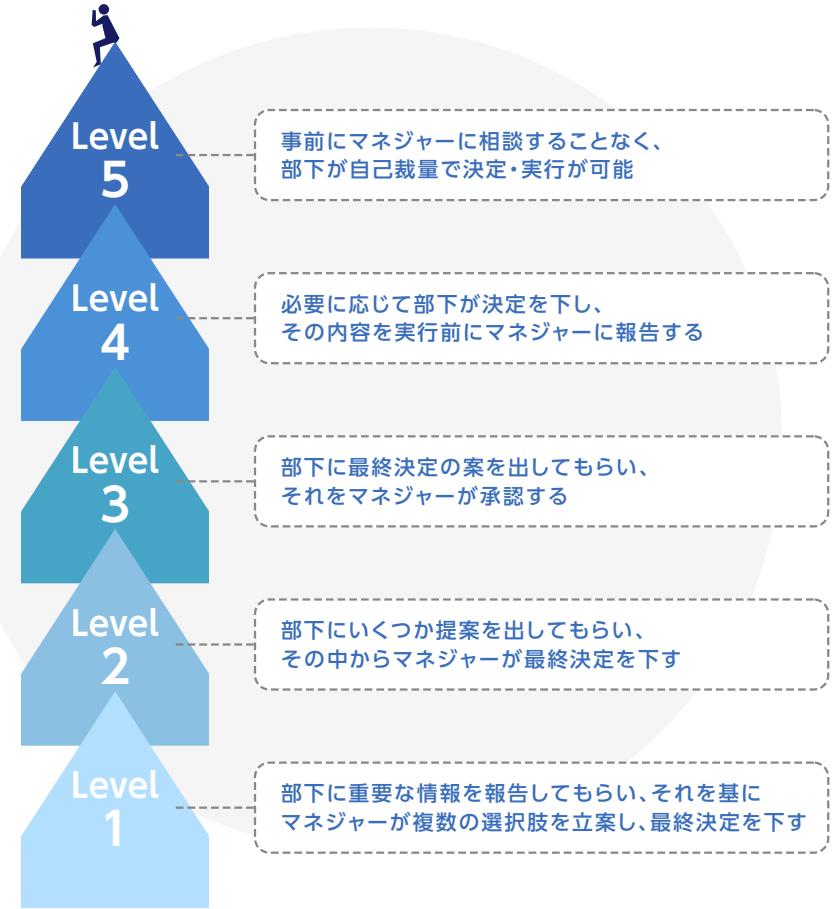 Level
5
事前にマネジャーに相談することなく、
部下が自己裁量で決定・実行が可能
Level
4
必要に応じて部下が決定を下し、
その内容を実行前にマネジャーに報告する
Level
3
部下に最終決定の案を出してもらい、
それをマネジャーが承認する
Level
2
部下にいくつか提案を出してもらい、
その中からマネジャーが最終決定を下す
Level
1
部下に重要な情報を報告してもらい、それを基に
マネジャーが複数の選択肢を立案し、最終決定を下す